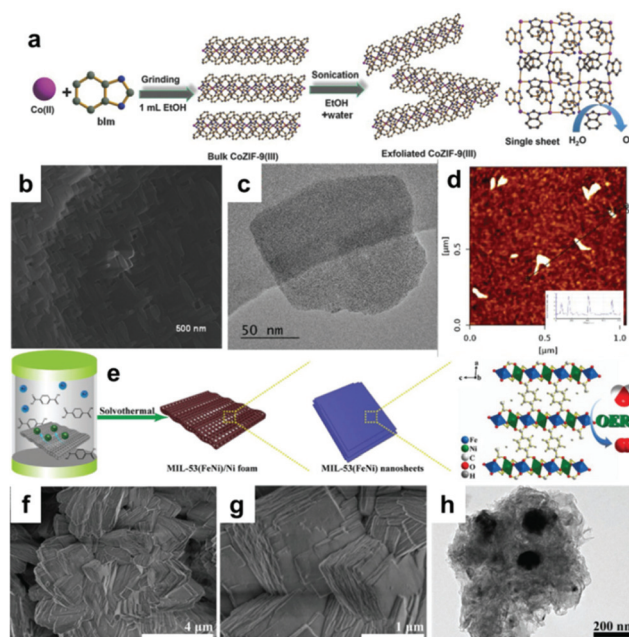 a
Co(II)
+
bIm
Grinding
1 mL EtOH
Bulk CoZIF-9(III)
Sonication
EtOH
+water
Exfoliated CoZIF-9(III)
Single sheet
H₂O
O
b
500 nm
c
50 nm
d
[µm]
0.5
0.0
0.0
0.5
1.0
[µm]
e
Solvothermal
MIL-53(FeNi)/Ni foam
MIL-53(FeNi) nanosheets
a
c
b
OER
Fe
Ni
C
O
H
f
4 µm
g
1 µm
h
200 nm